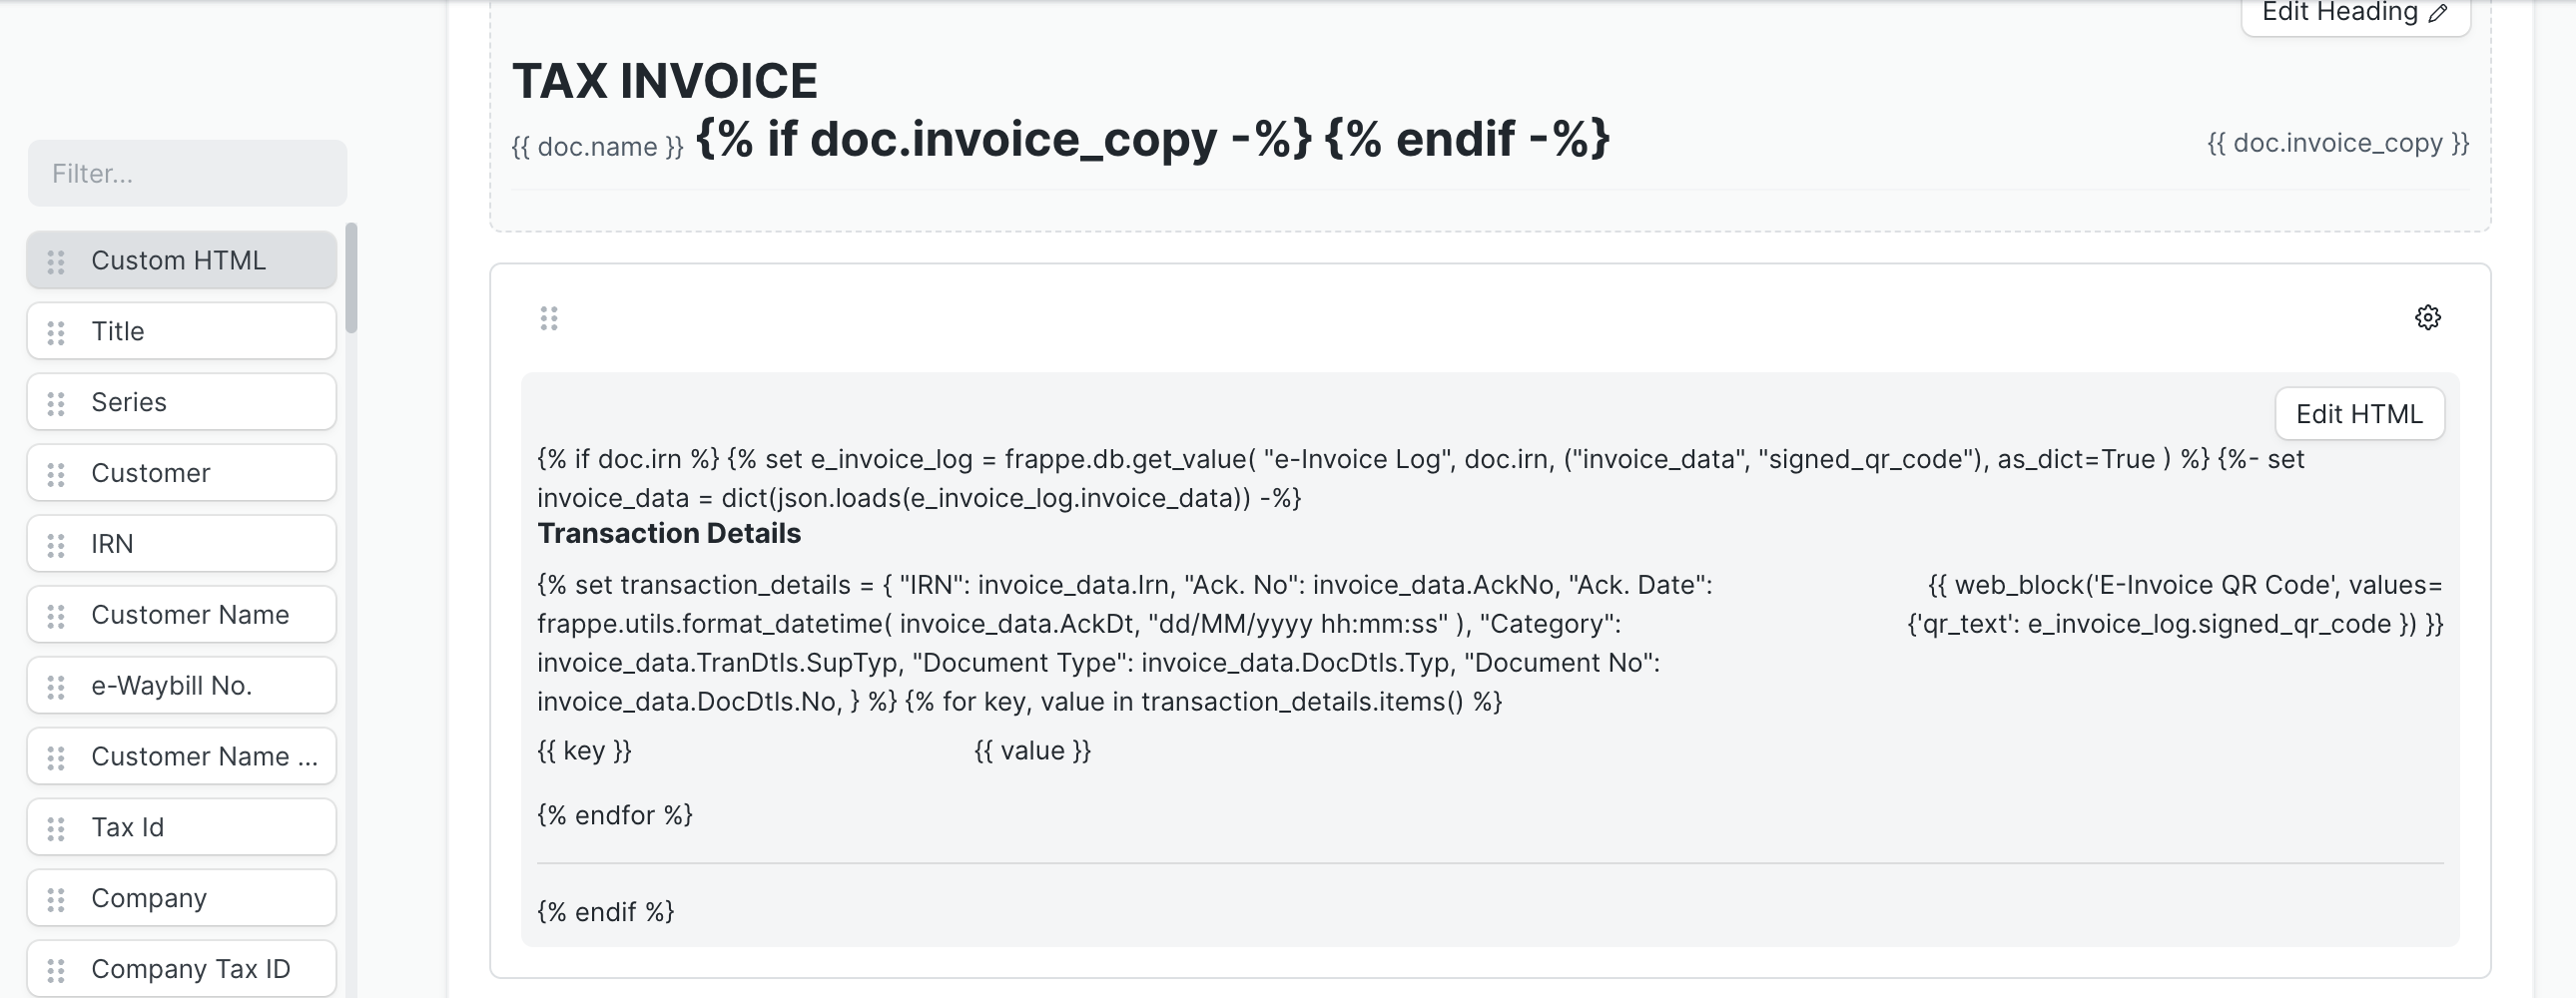 Edit Heading
TAX INVOICE
{{ doc.name }} {% if doc.invoice_copy -%} {% endif -%}
{{ doc.invoice_copy }}
Filter...
Custom HTML
Title
Series
Customer
IRN
Customer Name
e-Waybill No.
Customer Name ...
Tax Id
Company
Company Tax ID
Edit HTML
{% if doc.irn %} {% set e_invoice_log = frappe.db.get_value( "e-Invoice Log", doc.irn, ("invoice_data", "signed_qr_code"), as_dict=True ) %} {%- set
invoice_data = dict(json.loads(e_invoice_log.invoice_data)) -%}
Transaction Details
{% set transaction_details = { "IRN": invoice_data.Irn, "Ack. No": invoice_data.AckNo, "Ack. Date":
frappe.utils.format_datetime( invoice_data.AckDt, "dd/MM/yyyy hh:mm:ss" ), "Category":
invoice_data.TranDtls.SupTyp, "Document Type": invoice_data.DocDtls.Typ, "Document No":
invoice_data.DocDtls.No, } %} {% for key, value in transaction_details.items() %}
{{ web_block('E-Invoice QR Code', values=
{'qr_text': e_invoice_log.signed_qr_code }) }}
{{ key }} {{ value }}
{% endfor %}
{% endif %}